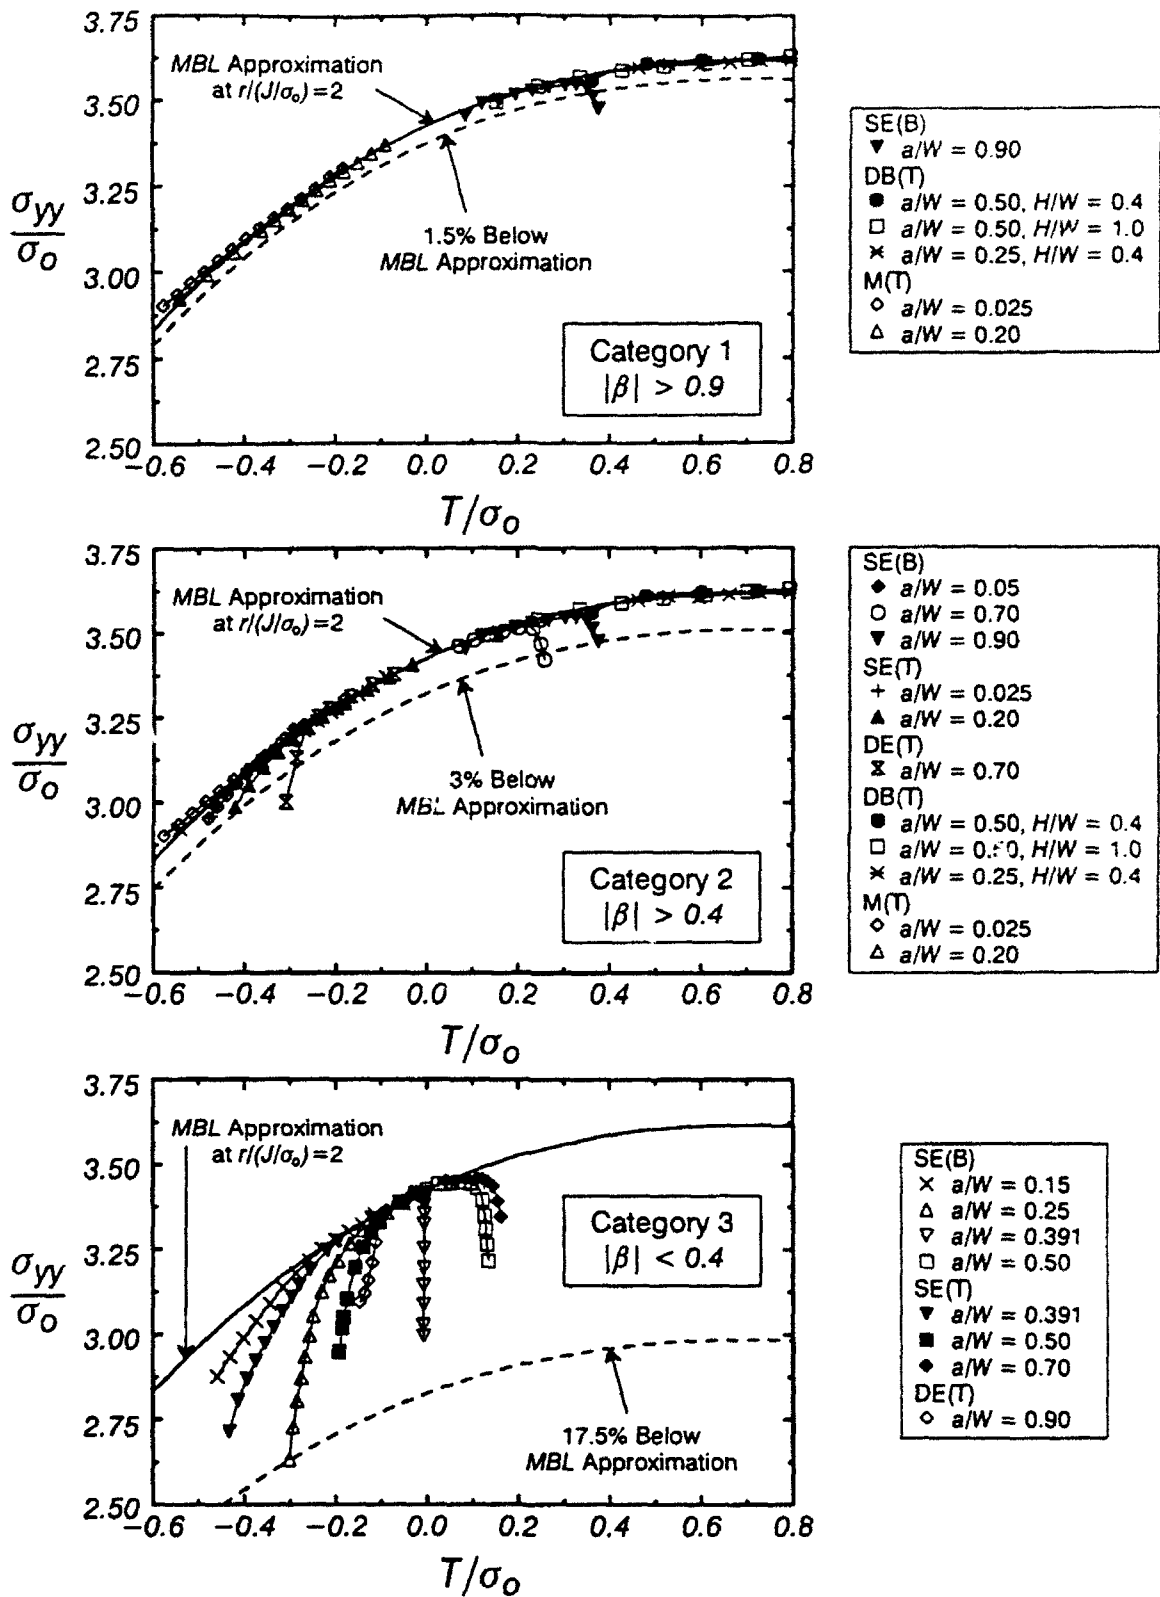 3.75
3.50
3.25
3.00
2.75
2.50
σyy
σo
MBL Approximation
at r/(J/σo)=2
1.5% Below
MBL Approximation
Category 1
|β| > 0.9
−0.6 −0.4 −0.2 0.0 0.2 0.4 0.6 0.8
T/σo
SE(B)
a/W = 0.90
DB(T)
a/W = 0.50, H/W = 0.4
a/W = 0.50, H/W = 1.0
a/W = 0.25, H/W = 0.4
M(T)
a/W = 0.025
a/W = 0.20
3.75
3.50
3.25
3.00
2.75
2.50
σyy
σo
MBL Approximation
at r/(J/σo)=2
3% Below
MBL Approximation
Category 2
|β| > 0.4
−0.6 −0.4 −0.2 0.0 0.2 0.4 0.6 0.8
T/σo
SE(B)
a/W = 0.05
a/W = 0.70
a/W = 0.90
SE(T)
a/W = 0.025
a/W = 0.20
DE(T)
a/W = 0.70
DB(T)
a/W = 0.50, H/W = 0.4
a/W = 0.50, H/W = 1.0
a/W = 0.25, H/W = 0.4
M(T)
a/W = 0.025
a/W = 0.20
3.75
3.50
3.25
3.00
2.75
2.50
σyy
σo
MBL Approximation
at r/(J/σo)=2
Category 3
|β| < 0.4
17.5% Below
MBL Approximation
−0.6 −0.4 −0.2 0.0 0.2 0.4 0.6 0.8
T/σo
SE(B)
a/W = 0.15
a/W = 0.25
a/W = 0.391
a/W = 0.50
SE(T)
a/W = 0.391
a/W = 0.50
a/W = 0.70
DE(T)
a/W = 0.90